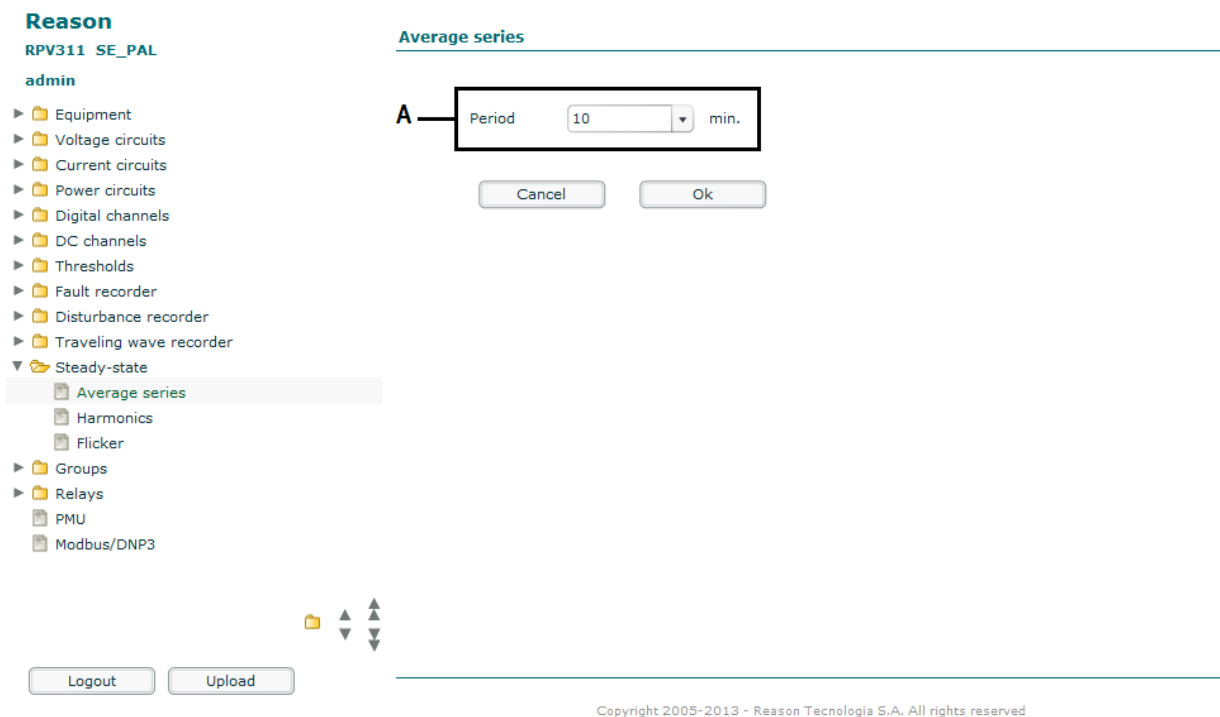 Reason
RPV311 SE_PAL
admin
Equipment
Voltage circuits
Current circuits
Power circuits
Digital channels
DC channels
Thresholds
Fault recorder
Disturbance recorder
Traveling wave recorder
Steady-state
Average series
Harmonics
Flicker
Groups
Relays
PMU
Modbus/DNP3
Logout Upload
Average series
A Period 10 min.
Cancel Ok
Copyright 2005-2013 - Reason Tecnologia S.A. All rights reserved